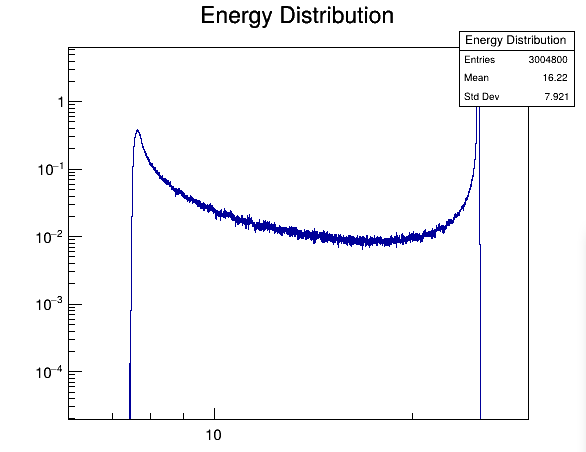 Energy Distribution
Energy Distribution
Entries 3004800
Mean 16.22
Std Dev 7.921
1
10⁻¹
10⁻²
10⁻³
10⁻⁴
10